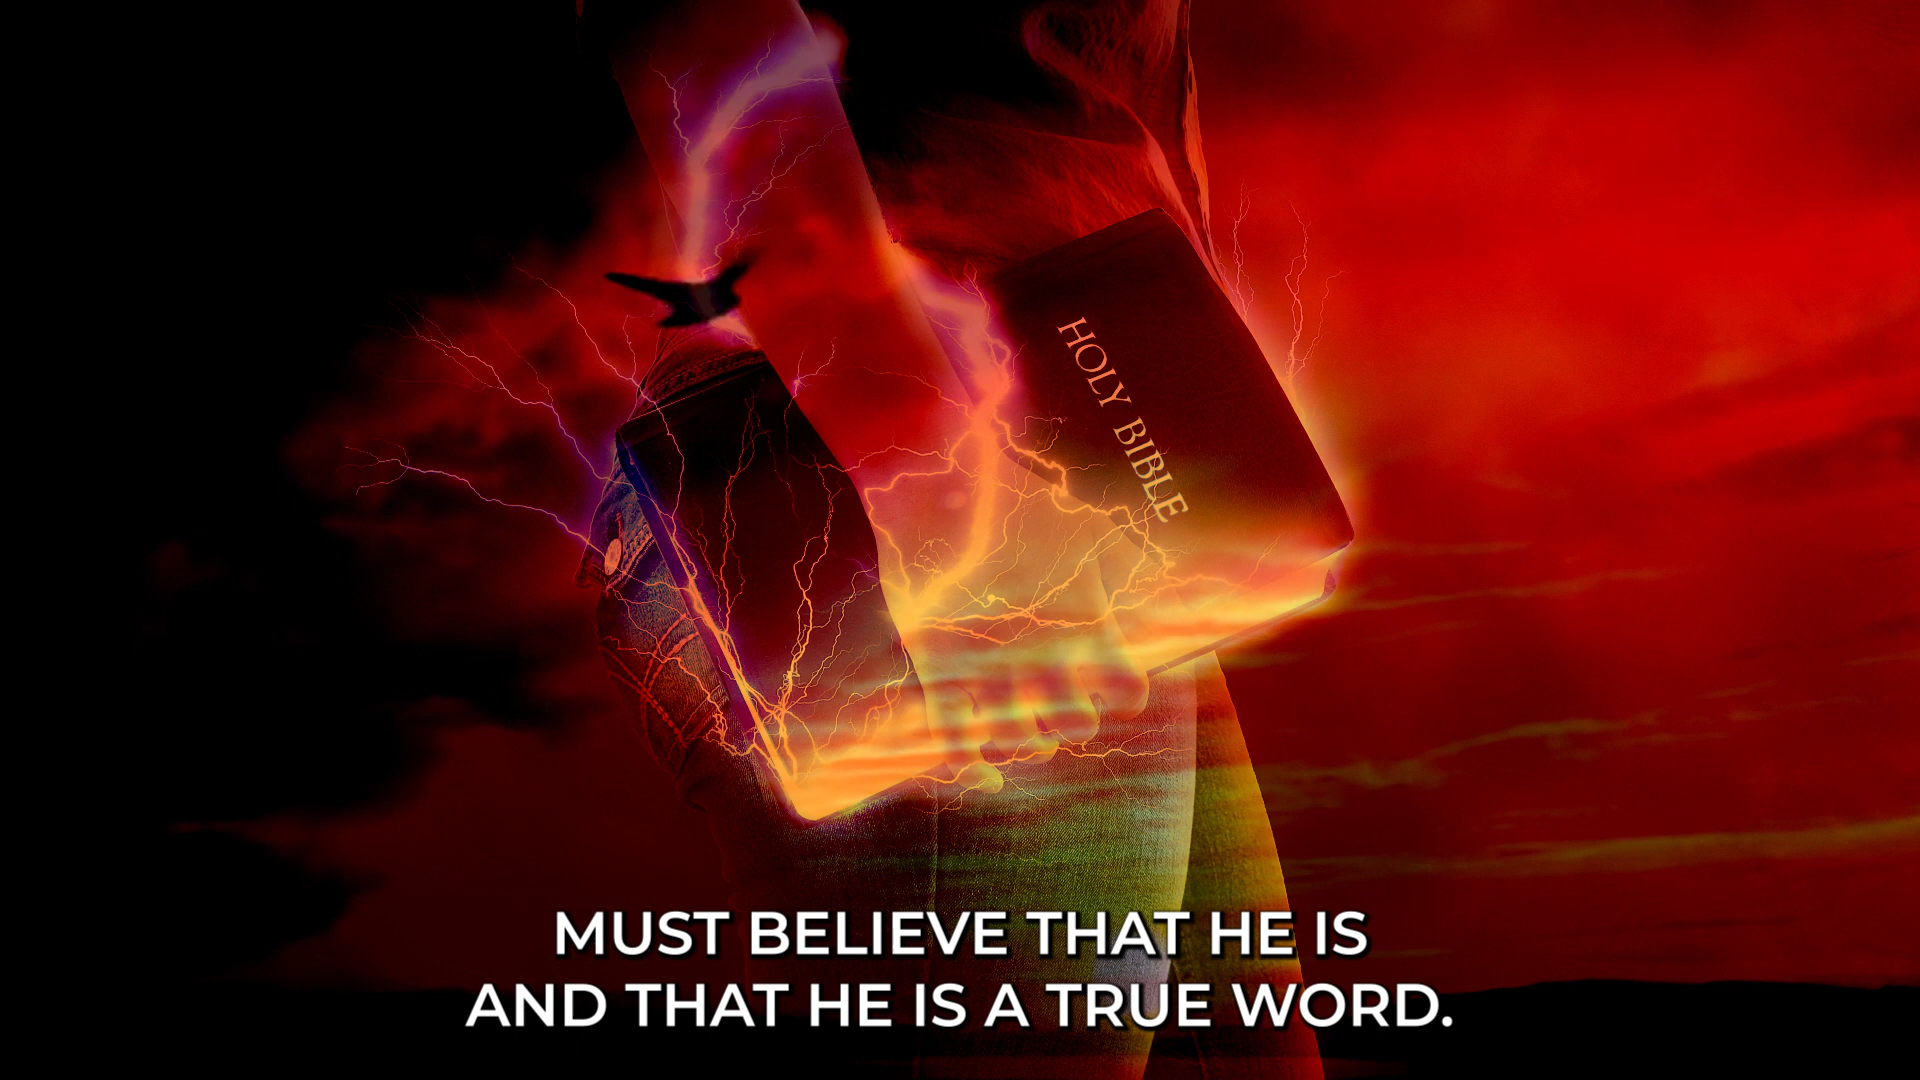 HOLY BIBLE
MUST BELIEVE THAT HE IS
AND THAT HE IS A TRUE WORD.